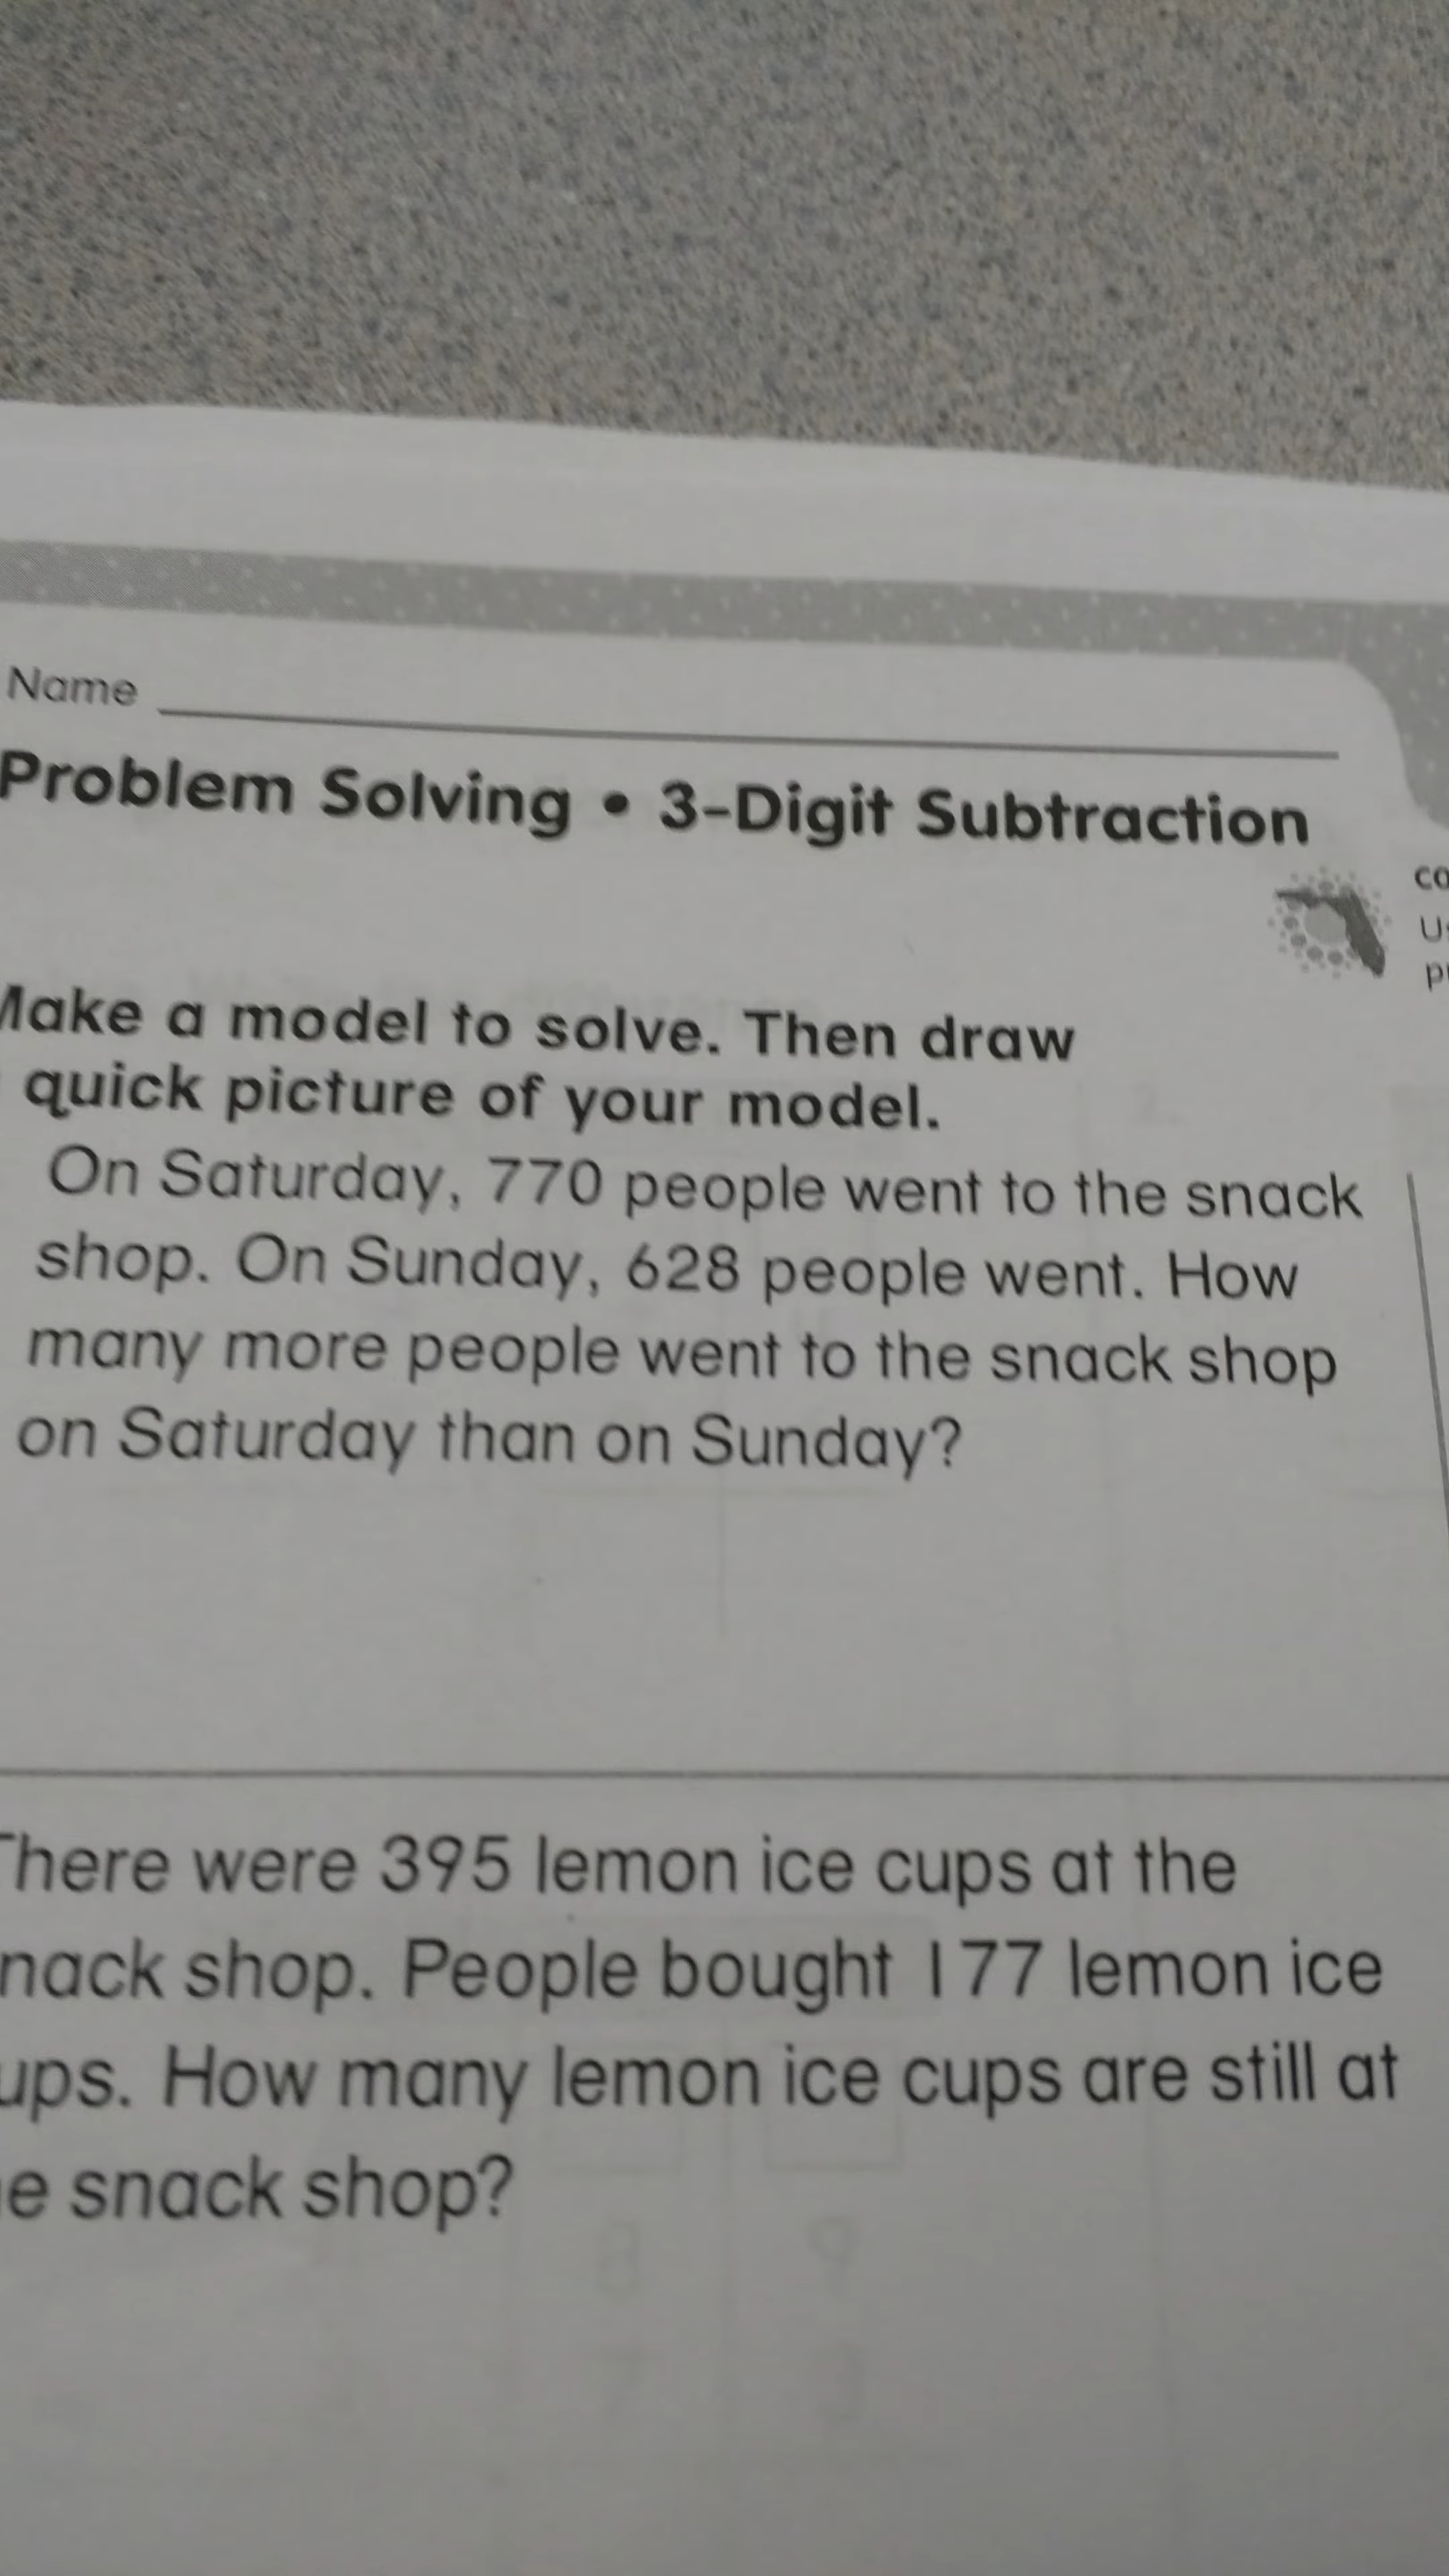 Name
Problem Solving • 3-Digit Subtraction
Make a model to solve. Then draw
quick picture of your model.
On Saturday, 770 people went to the snack
shop. On Sunday, 628 people went. How
many more people went to the snack shop
on Saturday than on Sunday?
There were 395 lemon ice cups at the
nack shop. People bought 177 lemon ice
ups. How many lemon ice cups are still at
e snack shop?